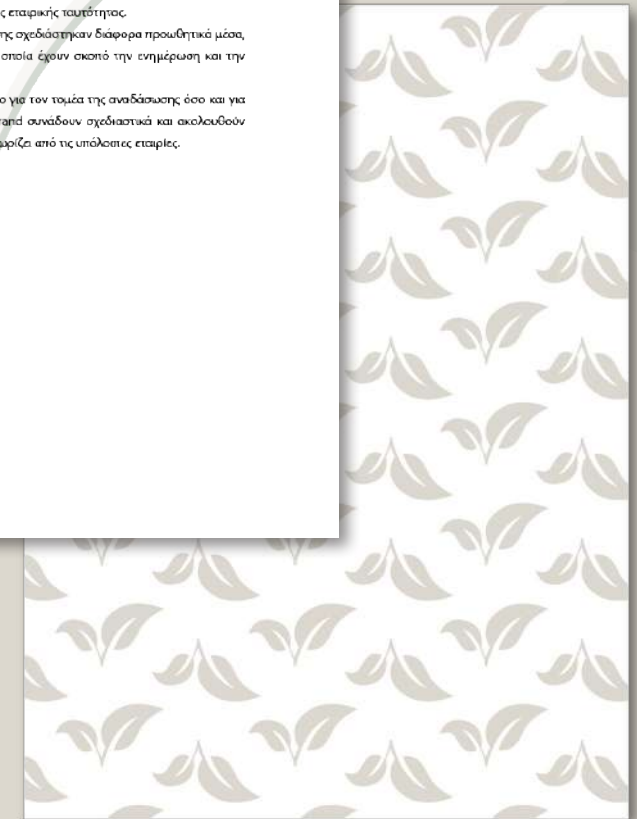 ς εταιρικής ταυτότητας.
ης σχεδιάστηκαν διάφορα προωθητικά μέσα,
οποία έχουν σκοπό την ενημέρωση και την
ο για τον τομέα της αναδάσωσης όσο και για
rand συνάδουν σχεδιαστικά και ακολουθούν
ωρίζει από τις υπόλοιπες εταιρίες.